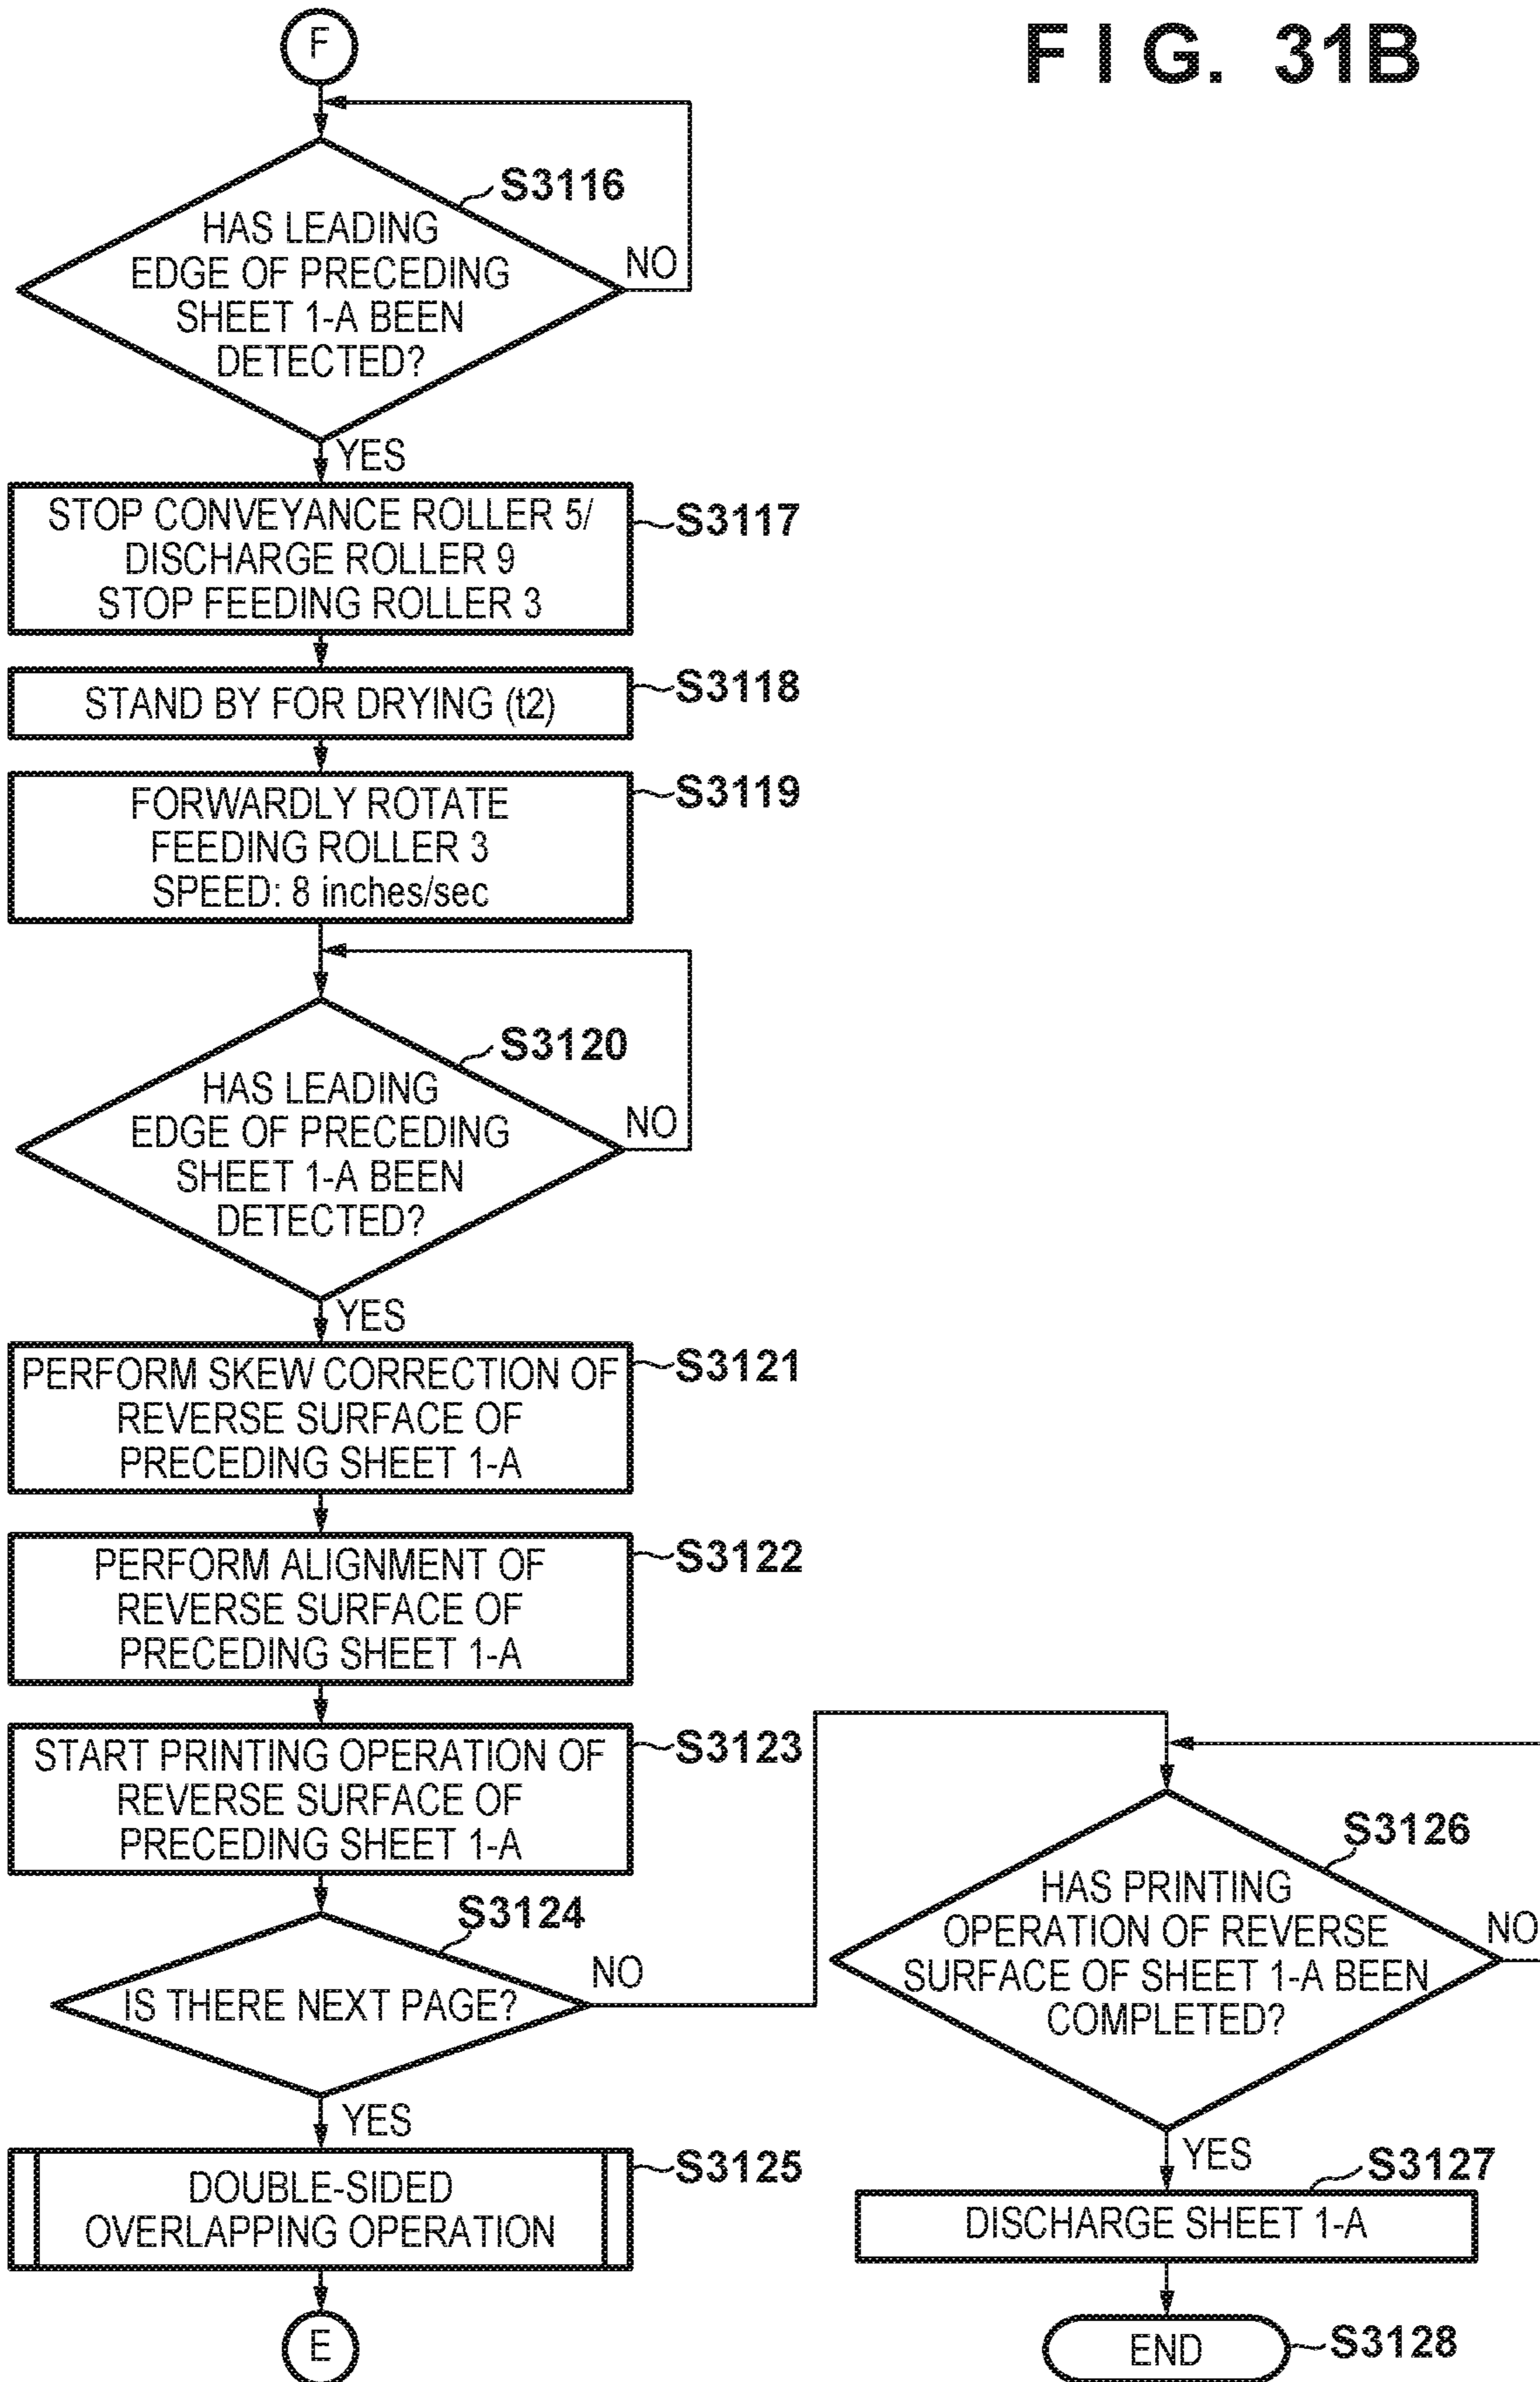 F I G. 31B
F
S3116
HAS LEADING
EDGE OF PRECEDING
SHEET 1-A BEEN
DETECTED?
NO
YES
STOP CONVEYANCE ROLLER 5/
DISCHARGE ROLLER 9
STOP FEEDING ROLLER 3
S3117
STAND BY FOR DRYING (t2)
S3118
FORWARDLY ROTATE
FEEDING ROLLER 3
SPEED: 8 inches/sec
S3119
S3120
HAS LEADING
EDGE OF PRECEDING
SHEET 1-A BEEN
DETECTED?
NO
YES
PERFORM SKEW CORRECTION OF
REVERSE SURFACE OF
PRECEDING SHEET 1-A
S3121
PERFORM ALIGNMENT OF
REVERSE SURFACE OF
PRECEDING SHEET 1-A
S3122
START PRINTING OPERATION OF
REVERSE SURFACE OF
PRECEDING SHEET 1-A
S3123
S3124
IS THERE NEXT PAGE?
NO
YES
DOUBLE-SIDED
OVERLAPPING OPERATION
S3125
E
S3126
HAS PRINTING
OPERATION OF REVERSE
SURFACE OF SHEET 1-A BEEN
COMPLETED?
NO
YES
S3127
DISCHARGE SHEET 1-A
END
S3128